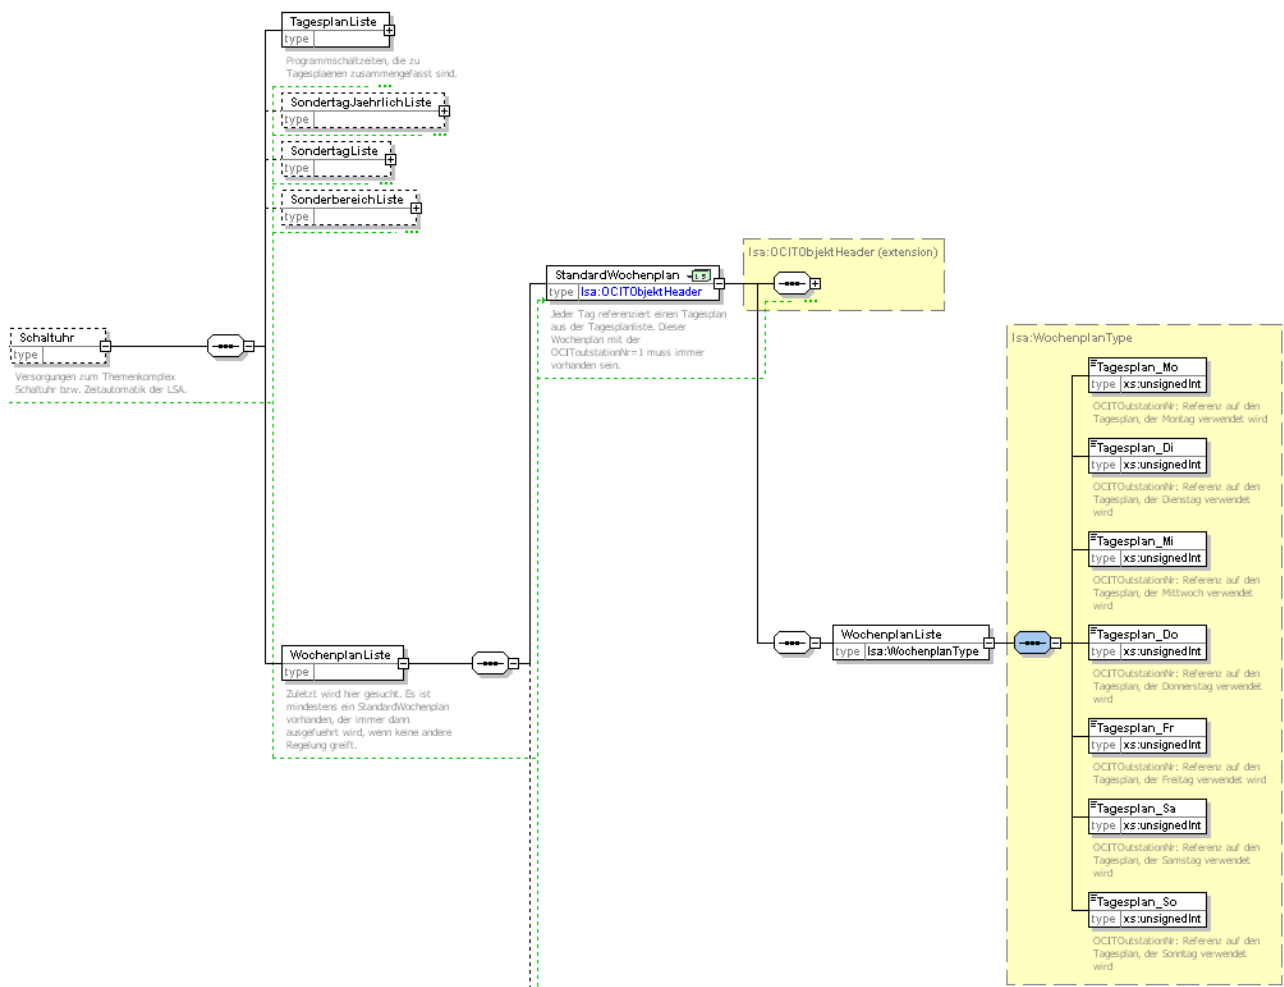 TagesplanListe
type
Programmschaltzeiten, die zu
Tagesplaenen zusammengefasst sind.
SondertagJaehrlichListe
type
SondertagListe
type
SonderbereichListe
type
lsa:OCITObjektHeader (extension)
StandardWochenplan
type lsa:OCITObjektHeader
Jeder Tag referenziert einen Tagesplan
aus der Tagesplanliste. Dieser
Wochenplan mit der
OCIToutstationNr=1 muss immer
vorhanden sein.
Schaltuhr
type
Versorgungen zum Themenkomplex
Schaltuhr bzw. Zeitautomatik der LSA.
lsa:WochenplanType
Tagesplan_Mo
type xs:unsignedInt
OCITOutstationNr: Referenz auf den
Tagesplan, der Montag verwendet wird
Tagesplan_Di
type xs:unsignedInt
OCITOutstationNr: Referenz auf den
Tagesplan, der Dienstag verwendet
wird
Tagesplan_Mi
type xs:unsignedInt
OCITOutstationNr: Referenz auf den
Tagesplan, der Mittwoch verwendet
wird
WochenplanListe
type lsa:WochenplanType
Tagesplan_Do
type xs:unsignedInt
OCITOutstationNr: Referenz auf den
Tagesplan, der Donnerstag verwendet
wird
WochenplanListe
type
Zuletzt wird hier gesucht. Es ist
mindestens ein StandardWochenplan
vorhanden, der immer dann
ausgefuehrt wird, wenn keine andere
Regelung greift.
Tagesplan_Fr
type xs:unsignedInt
OCITOutstationNr: Referenz auf den
Tagesplan, der Freitag verwendet wird
Tagesplan_Sa
type xs:unsignedInt
OCITOutstationNr: Referenz auf den
Tagesplan, der Samstag verwendet
wird
Tagesplan_So
type xs:unsignedInt
OCITOutstationNr: Referenz auf den
Tagesplan, der Sonntag verwendet
wird